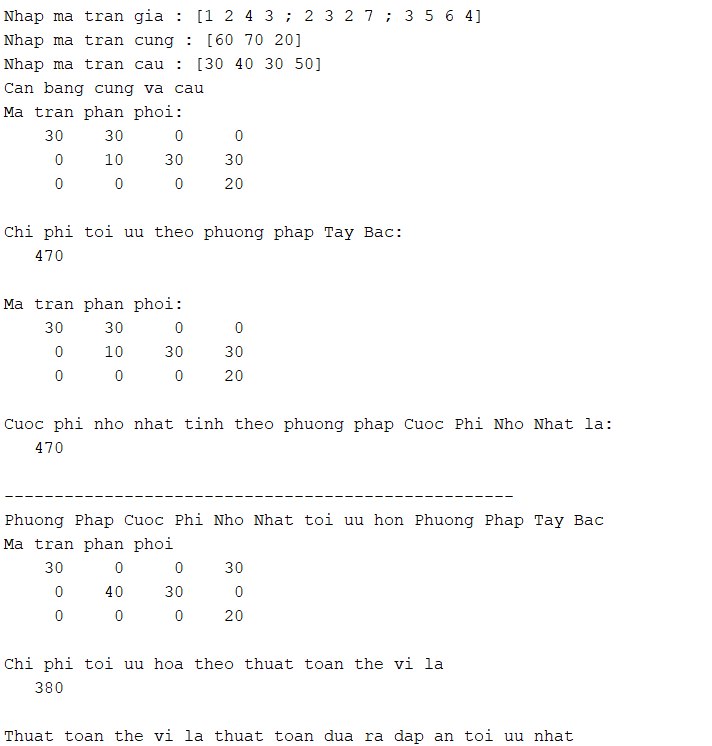 Nhap ma tran gia : [1 2 4 3 ; 2 3 2 7 ; 3 5 6 4]
Nhap ma tran cung : [60 70 20]
Nhap ma tran cau : [30 40 30 50]
Can bang cung va cau
Ma tran phan phoi:
30 30 0 0
0 10 30 30
0 0 0 20
Chi phi toi uu theo phuong phap Tay Bac:
470
Ma tran phan phoi:
30 30 0 0
0 10 30 30
0 0 0 20
Cuoc phi nho nhat tinh theo phuong phap Cuoc Phi Nho Nhat la:
470
---------------------------------------------------
Phuong Phap Cuoc Phi Nho Nhat toi uu hon Phuong Phap Tay Bac
Ma tran phan phoi
30 0 0 30
0 40 30 0
0 0 0 20
Chi phi toi uu hoa theo thuat toan the vi la
380
Thuat toan the vi la thuat toan dua ra dap an toi uu nhat